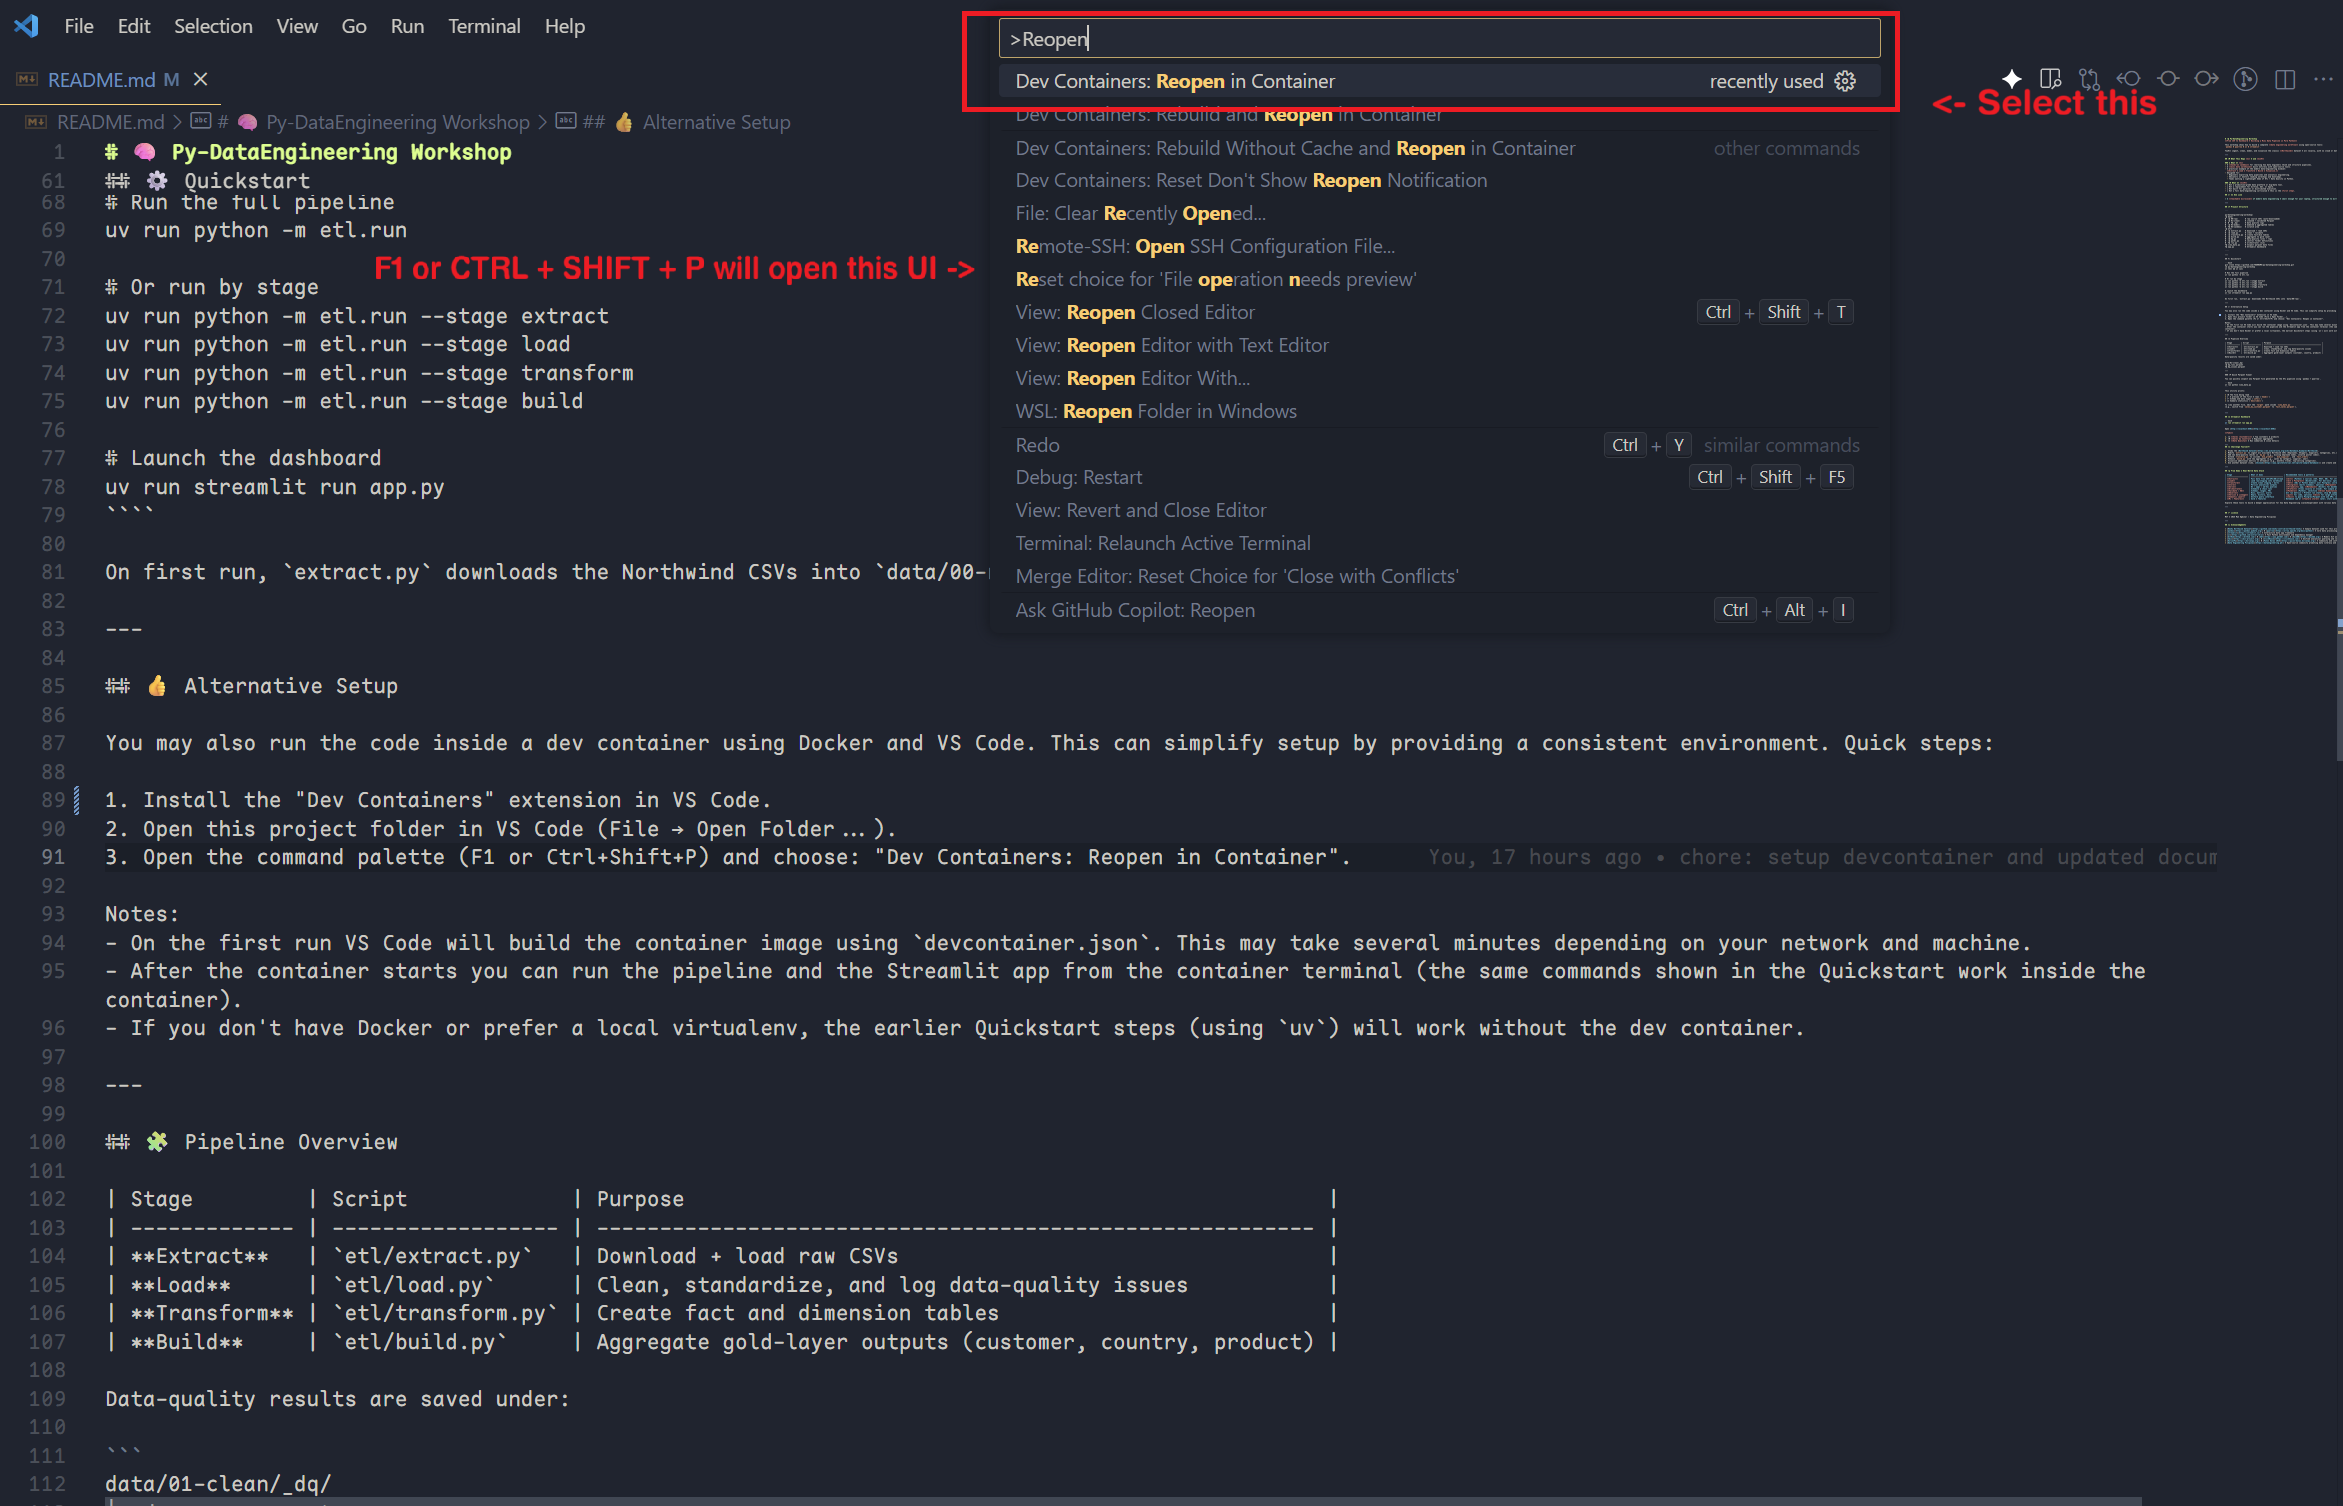 File Edit Selection View Go Run Terminal Help
>Reopen
Dev Containers: Reopen in Container recently used
README.md M
<- Select this
Dev Containers: Rebuild and Reopen in Container
README.md > # 🧠 Py-DataEngineering Workshop > ## 👍 Alternative Setup
Dev Containers: Rebuild Without Cache and Reopen in Container other commands
Dev Containers: Reset Don't Show Reopen Notification
File: Clear Recently Opened...
Remote-SSH: Open SSH Configuration File...
Reset choice for 'File operation needs preview'
View: Reopen Closed Editor Ctrl + Shift + T
View: Reopen Editor with Text Editor
View: Reopen Editor With...
WSL: Reopen Folder in Windows
Redo Ctrl + Y similar commands
Debug: Restart Ctrl + Shift + F5
View: Revert and Close Editor
Terminal: Relaunch Active Terminal
Merge Editor: Reset Choice for 'Close with Conflicts'
Ask GitHub Copilot: Reopen Ctrl + Alt + I
F1 or CTRL + SHIFT + P will open this UI ->
1 # 🧠 Py-DataEngineering Workshop
61 ## ⚙️ Quickstart
68 # Run the full pipeline
69 uv run python -m etl.run
70
71 # Or run by stage
72 uv run python -m etl.run --stage extract
73 uv run python -m etl.run --stage load
74 uv run python -m etl.run --stage transform
75 uv run python -m etl.run --stage build
76
77 # Launch the dashboard
78 uv run streamlit run app.py
79 ````
80
81 On first run, `extract.py` downloads the Northwind CSVs into `data/00-
82
83 ---
84
85 ## 👍 Alternative Setup
86
87 You may also run the code inside a dev container using Docker and VS Code. This can simplify setup by providing a consistent environment. Quick steps:
88
89 1. Install the "Dev Containers" extension in VS Code.
90 2. Open this project folder in VS Code (File → Open Folder...).
91 3. Open the command palette (F1 or Ctrl+Shift+P) and choose: "Dev Containers: Reopen in Container". You, 17 hours ago • chore: setup devcontainer and updated docum
92
93 Notes:
94 - On the first run VS Code will build the container image using `devcontainer.json`. This may take several minutes depending on your network and machine.
95 - After the container starts you can run the pipeline and the Streamlit app from the container terminal (the same commands shown in the Quickstart work inside the
container).
96 - If you don't have Docker or prefer a local virtualenv, the earlier Quickstart steps (using `uv`) will work without the dev container.
97
98 ---
99
100 ## 🧩 Pipeline Overview
101
102 | Stage | Script | Purpose |
103 | ------------- | ------------------ | --------------------------------------------------------- |
104 | **Extract** | `etl/extract.py` | Download + load raw CSVs |
105 | **Load** | `etl/load.py` | Clean, standardize, and log data-quality issues |
106 | **Transform** | `etl/transform.py` | Create fact and dimension tables |
107 | **Build** | `etl/build.py` | Aggregate gold-layer outputs (customer, country, product) |
108
109 Data-quality results are saved under:
110
111 ```
112 data/01-clean/_dq/